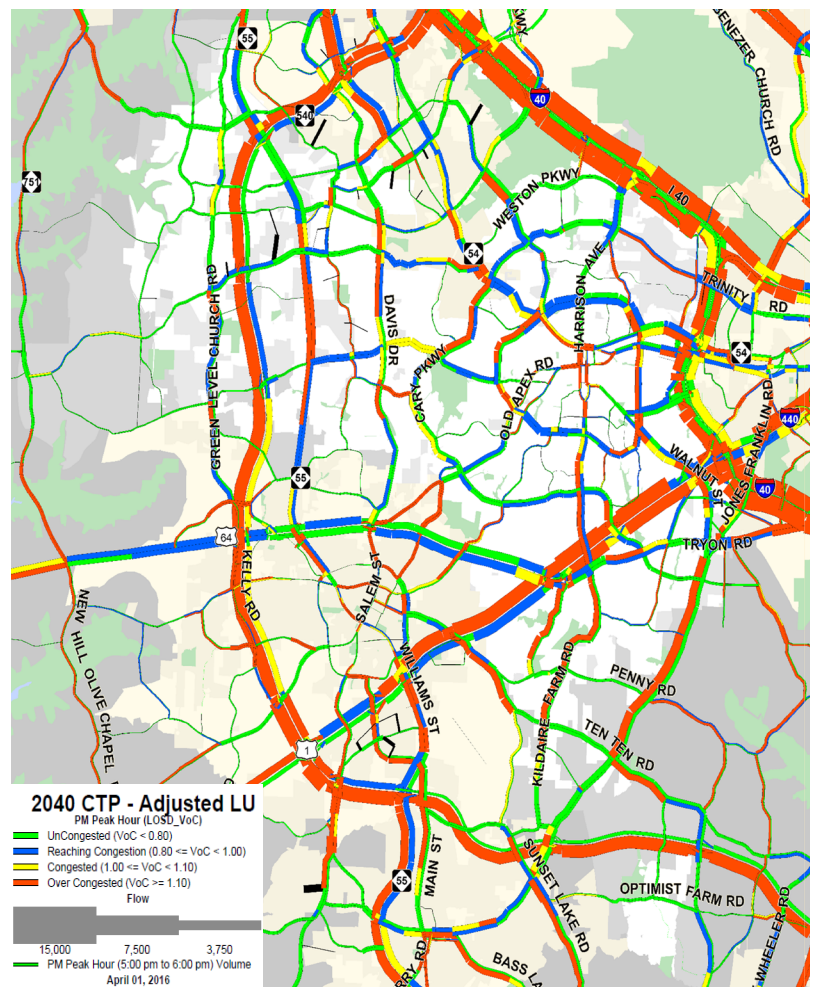 KWY
55
EBENEZER CHURCH RD
40
540
751
WESTON PKWY
I 40
54
HARRISON AVE
GREEN LEVEL CHURCH RD
TRINITY RD
DAVIS DR
54
CARY PKWY
OLD APEX RD
440
JONES FRANKLIN RD
WALNUT ST
55
40
64
TRYON RD
KELLY RD
SALEM ST
NEW HILL OLIVE CHAPEL
WILLIAMS ST
KILDAIRE FARM RD
PENNY RD
TEN TEN RD
1
2040 CTP - Adjusted LU
PM Peak Hour (LOSD_VoC)
UnCongested (VoC < 0.80)
Reaching Congestion (0.80 <= VoC < 1.00)
Congested (1.00 <= VoC < 1.10)
Over Congested (VoC >= 1.10)
Flow
15,000 7,500 3,750
PM Peak Hour (5:00 pm to 6:00 pm) Volume
April 01, 2016
MAIN ST
SUNSET LAKE RD
55
OPTIMIST FARM RD
WHEELER RD
RRY RD
BASS LA